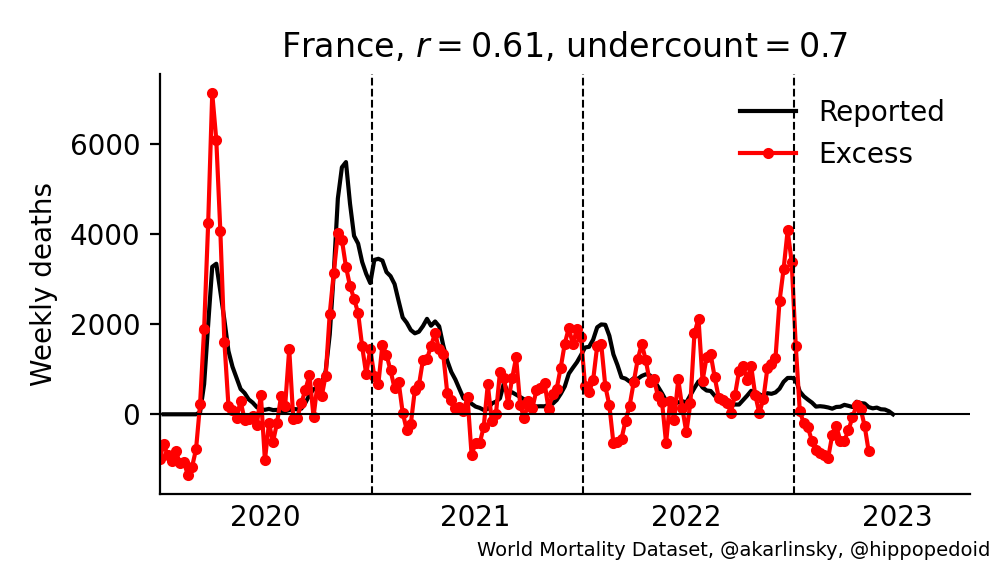 France, r = 0.61, undercount = 0.7
Reported
Excess
Weekly deaths
6000
4000
2000
0
2020 2021 2022 2023
World Mortality Dataset, @akarlinsky, @hippopedoid